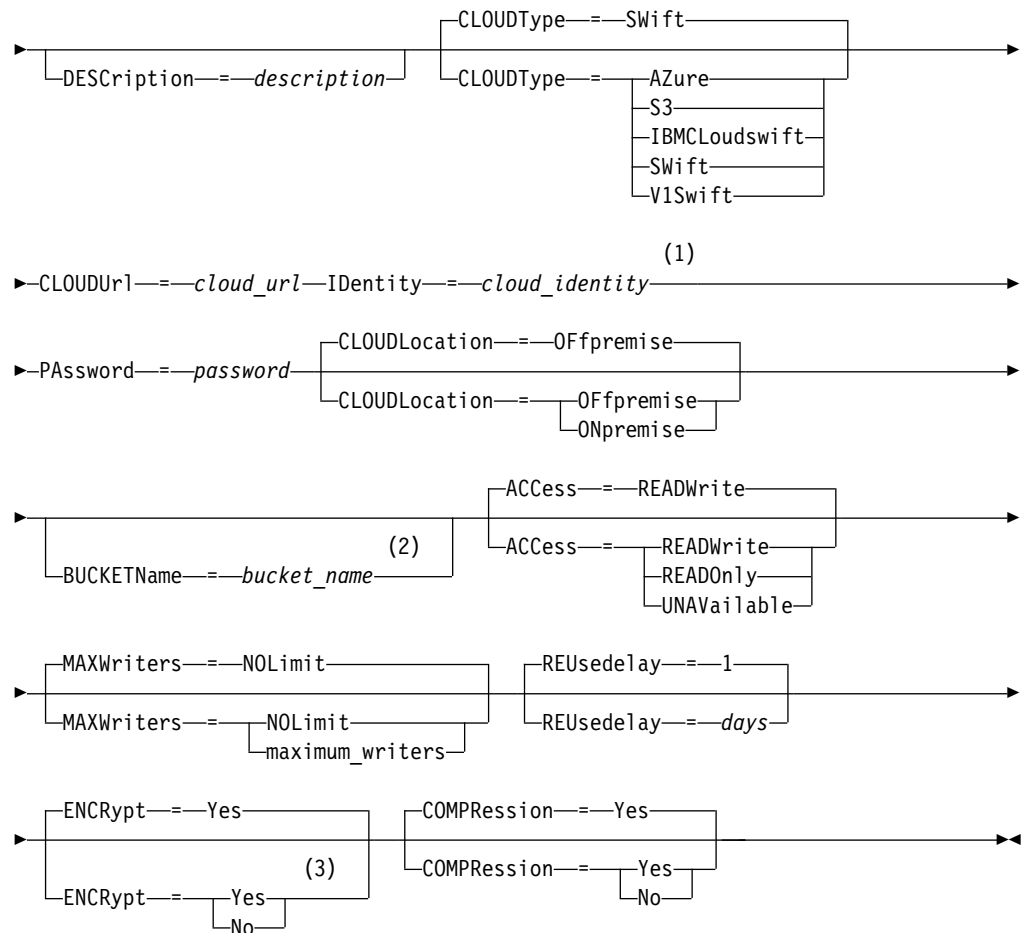 CLOUDType = SWift
DESCription = description
CLOUDType = AZure
S3
IBMCLoudswift
SWift
V1Swift
(1)
CLOUDUrl = cloud_url IDentity = cloud_identity
CLOUDLocation = OFfpremise
PAssword = password
CLOUDLocation = OFfpremise
ONpremise
ACCess = READWrite
(2)
BUCKETName = bucket_name
ACCess = READWrite
READOnly
UNAVailable
MAXWriters = NOLimit REUsedelay = 1
MAXWriters = NOLimit
maximum_writers
REUsedelay = days
ENCRypt = Yes COMPRession = Yes
(3)
ENCRypt = Yes
No
COMPRession = Yes
No